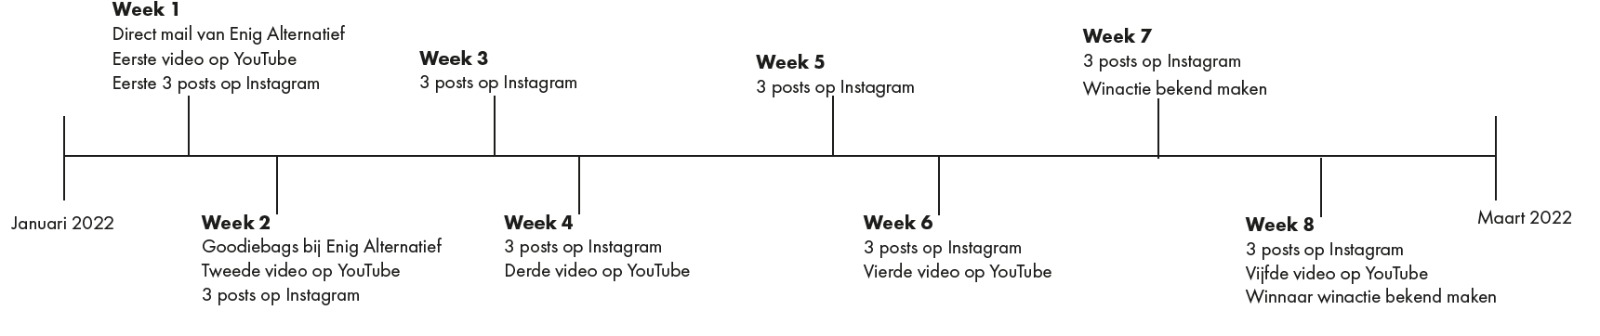 Week 1
Direct mail van Enig Alternatief
Eerste video op YouTube
Eerste 3 posts op Instagram
Week 3
3 posts op Instagram
Week 5
3 posts op Instagram
Week 7
3 posts op Instagram
Winactie bekend maken
Januari 2022
Week 2
Goodiebags bij Enig Alternatief
Tweede video op YouTube
3 posts op Instagram
Week 4
3 posts op Instagram
Derde video op YouTube
Week 6
3 posts op Instagram
Vierde video op YouTube
Week 8
3 posts op Instagram
Vijfde video op YouTube
Winnaar winactie bekend maken
Maart 2022